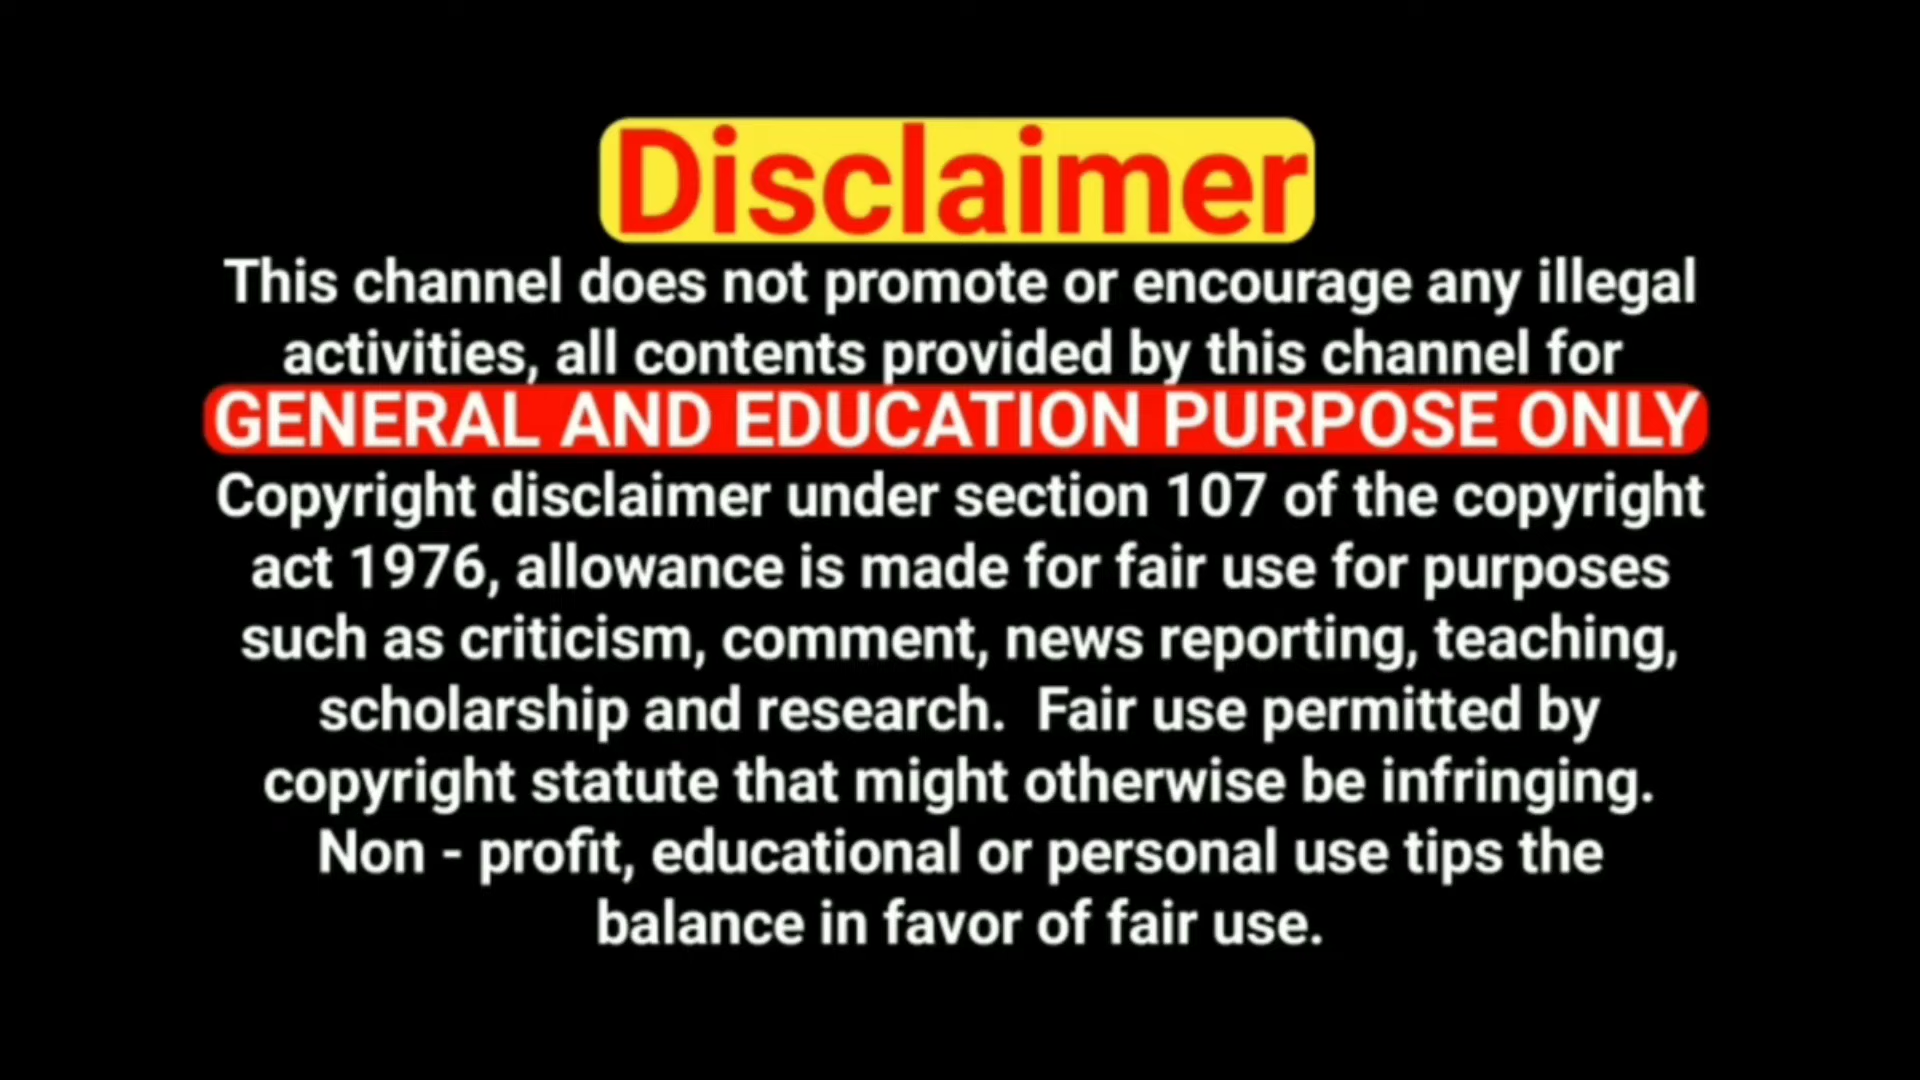 Disclaimer
This channel does not promote or encourage any illegal
activities, all contents provided by this channel for
GENERAL AND EDUCATION PURPOSE ONLY
Copyright disclaimer under section 107 of the copyright
act 1976, allowance is made for fair use for purposes
such as criticism, comment, news reporting, teaching,
scholarship and research.  Fair use permitted by
copyright statute that might otherwise be infringing.
Non - profit, educational or personal use tips the
balance in favor of fair use.